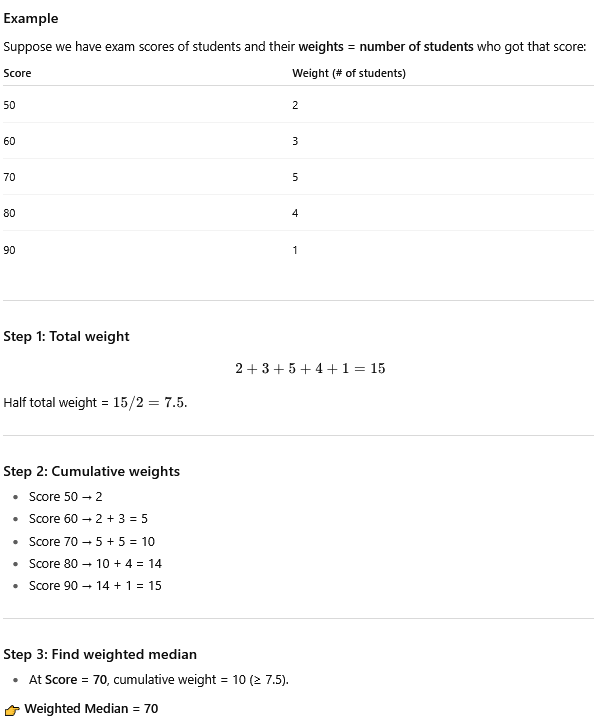 Example
Suppose we have exam scores of students and their weights = number of students who got that score:
Score Weight (# of students)
50 2
60 3
70 5
80 4
90 1
Step 1: Total weight
2 + 3 + 5 + 4 + 1 = 15
Half total weight = 15/2 = 7.5.
Step 2: Cumulative weights
• Score 50 → 2
• Score 60 → 2 + 3 = 5
• Score 70 → 5 + 5 = 10
• Score 80 → 10 + 4 = 14
• Score 90 → 14 + 1 = 15
Step 3: Find weighted median
• At Score = 70, cumulative weight = 10 (≥ 7.5).
👉 Weighted Median = 70